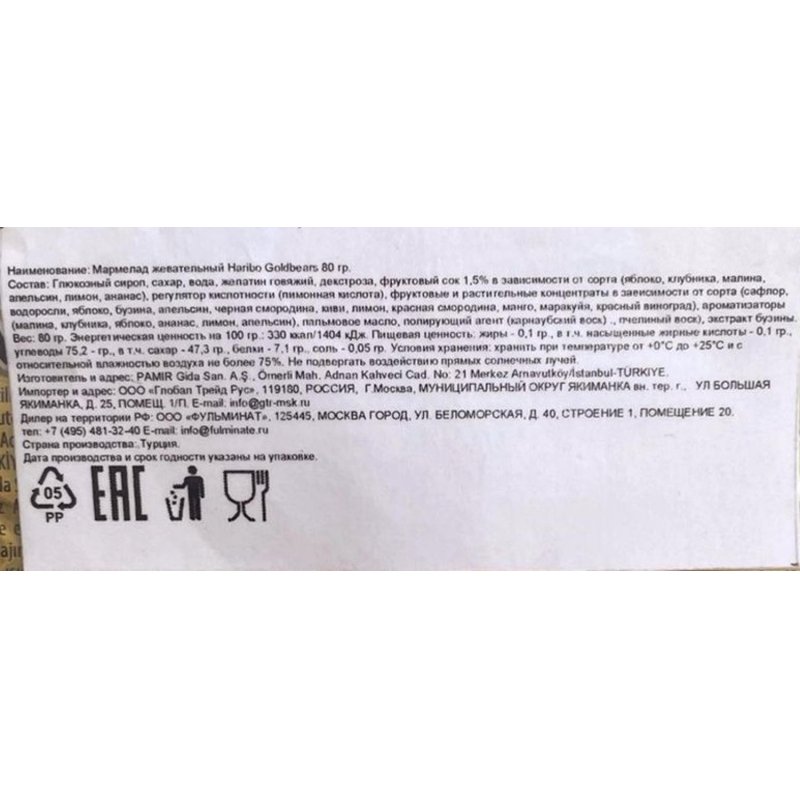 Наименование: Мармелад жевательный Haribo Goldbears 80 гр.
Состав: Глюкозный сироп, сахар, вода, желатин говяжий, декстроза, фруктовый сок 1,5% в зависимости от сорта (яблоко, клубника, малина,
апельсин, лимон, ананас), регулятор кислотности (лимонная кислота), фруктовые и растительные концентраты в зависимости от сорта (сафлор,
водоросли, яблоко, бузина, апельсин, черная смородина, киви, лимон, красная смородина, манго, маракуйя, красный виноград), ароматизаторы
(малина, клубника, яблоко, ананас, лимон, апельсин), пальмовое масло, полирующий агент (карнаубский воск) ., пчелиный воск), экстракт бузины.
Вес: 80 гр. Энергетическая ценность на 100 гр.: 330 ккал/1404 кДж. Пищевая ценность: жиры - 0,1 гр., в т.ч. насыщенные жирные кислоты - 0,1 гр.,
углеводы 75,2 - гр., в т.ч. сахар - 47,3 гр., белки - 7,1 гр., соль - 0,05 гр. Условия хранения: хранить при температуре от +0°С до +25°С и с
относительной влажностью воздуха не более 75%. Предохранять от воздействия прямых солнечных лучей.
Изготовитель и адрес: PAMIR Gida San. A.Ş., Ömerli Mah. Adnan Kahveci Cad. No: 21 Merkez Arnavutköy/İstanbul-TÜRKIYE.
Импортер и адрес: ООО «Глобал Трейд Рус», 119180, РОССИЯ, Г.Москва, МУНИЦИПАЛЬНЫЙ ОКРУГ ЯКИМАНКА вн. тер. г., УЛ БОЛЬШАЯ
ЯКИМАНКА, Д. 25, ПОМЕЩ. 1/П. E-mail: info@gtr-msk.ru
Дилер на территории РФ: ООО «ФУЛЬМИНАТ», 125445, МОСКВА ГОРОД, УЛ. БЕЛОМОРСКАЯ, Д. 40, СТРОЕНИЕ 1, ПОМЕЩЕНИЕ 20.
тел: +7 (495) 481-32-40 E-mail: info@fulminate.ru
Страна производства:.Турция.
Дата производства и срок годности указаны на упаковке.
05
PP
EAC